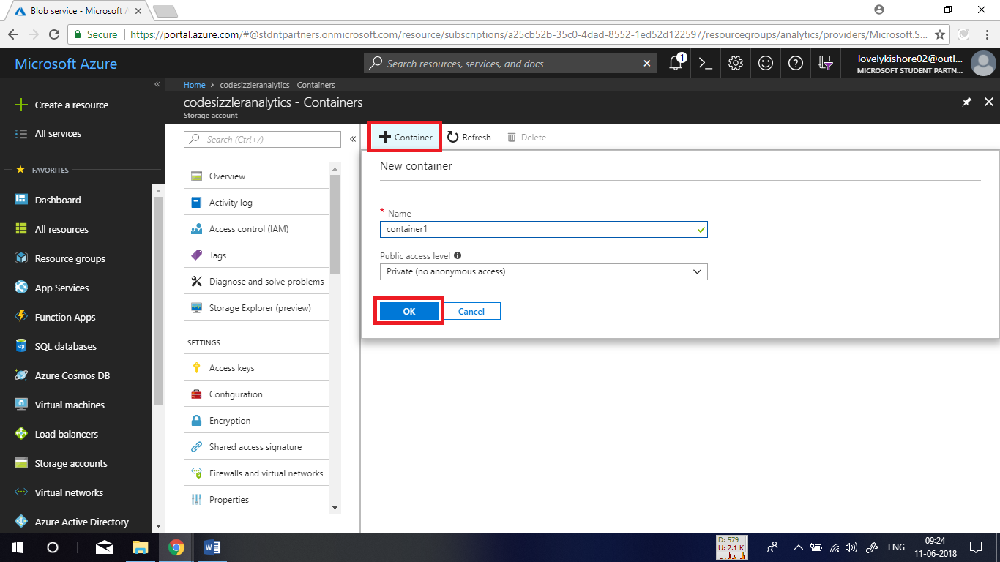 Blob service - Microsoft A
Secure
https://portal.azure.com/#@stdntpartners.onmicrosoft.com/resource/subscriptions/a25cb52b-35c0-4dad-8552-1ed52d122597/resourcegroups/analytics/providers/Microsoft.S...
Microsoft Azure
Search resources, services, and docs
1
lovelykishore02@outl...
MICROSOFT STUDENT PARTN...
Create a resource
All services
FAVORITES
Dashboard
All resources
Resource groups
App Services
Function Apps
SQL databases
Azure Cosmos DB
Virtual machines
Load balancers
Storage accounts
Virtual networks
Azure Active Directory
Home > codesizzleranalytics - Containers
codesizzleranalytics - Containers
Storage account
Search (Ctrl+/)
Overview
Activity log
Access control (IAM)
Tags
Diagnose and solve problems
Storage Explorer (preview)
SETTINGS
Access keys
Configuration
Encryption
Shared access signature
Firewalls and virtual networks
Properties
Container
Refresh
Delete
New container
* Name
container1
Public access level
Private (no anonymous access)
OK
Cancel
D: 579
U: 2.1 K
ENG
09:24
11-06-2018